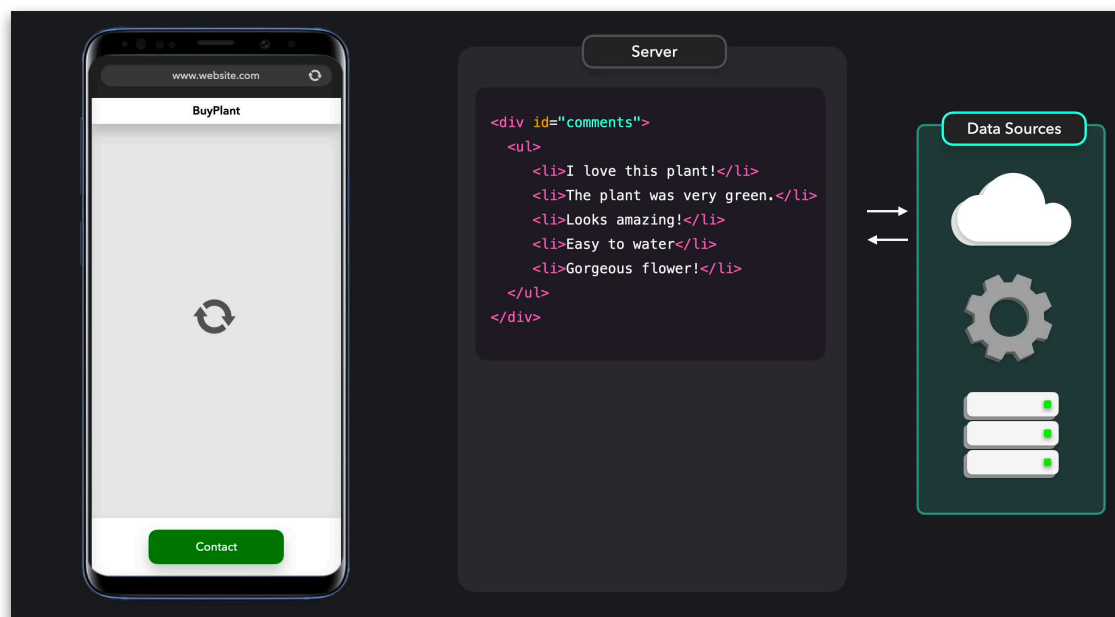 www.website.com
BuyPlant
Contact
Server
<div id="comments">
<ul>
<li>I love this plant!</li>
<li>The plant was very green.</li>
<li>Looks amazing!</li>
<li>Easy to water</li>
<li>Gorgeous flower!</li>
</ul>
</div>
Data Sources